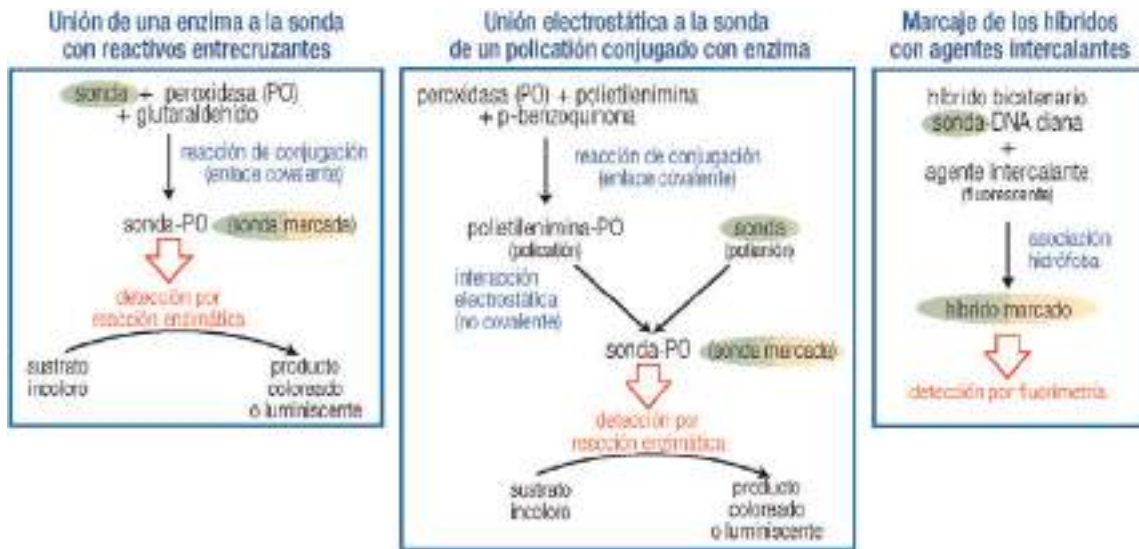 Unión de una enzima a la sonda
con reactivos entrecruzantes
sonda + peroxidasa (PO)
+ glutaraldehído
reacción de conjugación
(enlace covalente)
sonda-PO (sonda marcada)
detección por
reacción enzimática
sustrato
incoloro
producto
coloreado
o luminiscente
Unión electrostática a la sonda
de un policatión conjugado con enzima
peroxidasa (PO) + polietilenimina
+ p-benzoquinona
reacción de conjugación
(enlace covalente)
polietilenimina-PO
(policatión)
sonda
(polianión)
interacción
electrostática
(no covalente)
sonda-PO (sonda marcada)
detección por
reacción enzimática
sustrato
incoloro
producto
coloreado
o luminiscente
Marcaje de los híbridos
con agentes intercalantes
híbrido bicatenario
sonda-DNA diana
+
agente intercalante
(fluorescente)
asociación
hidrófoba
híbrido marcado
detección por fluorimetría